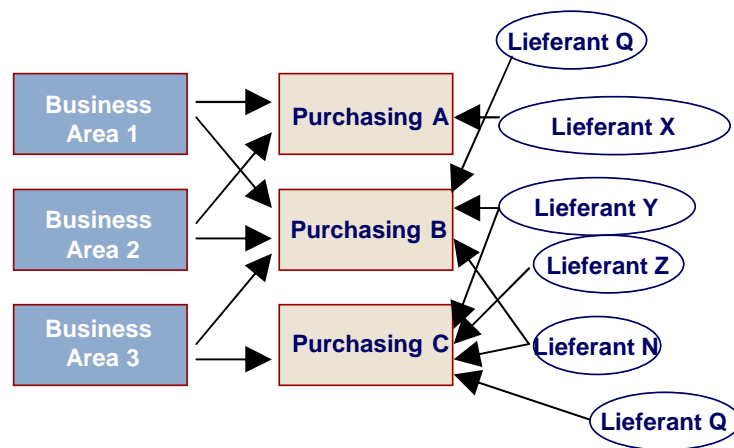 Lieferant Q
Business
Area 1
Purchasing A
Lieferant X
Business
Area 2
Purchasing B
Lieferant Y
Lieferant Z
Business
Area 3
Purchasing C
Lieferant N
Lieferant Q